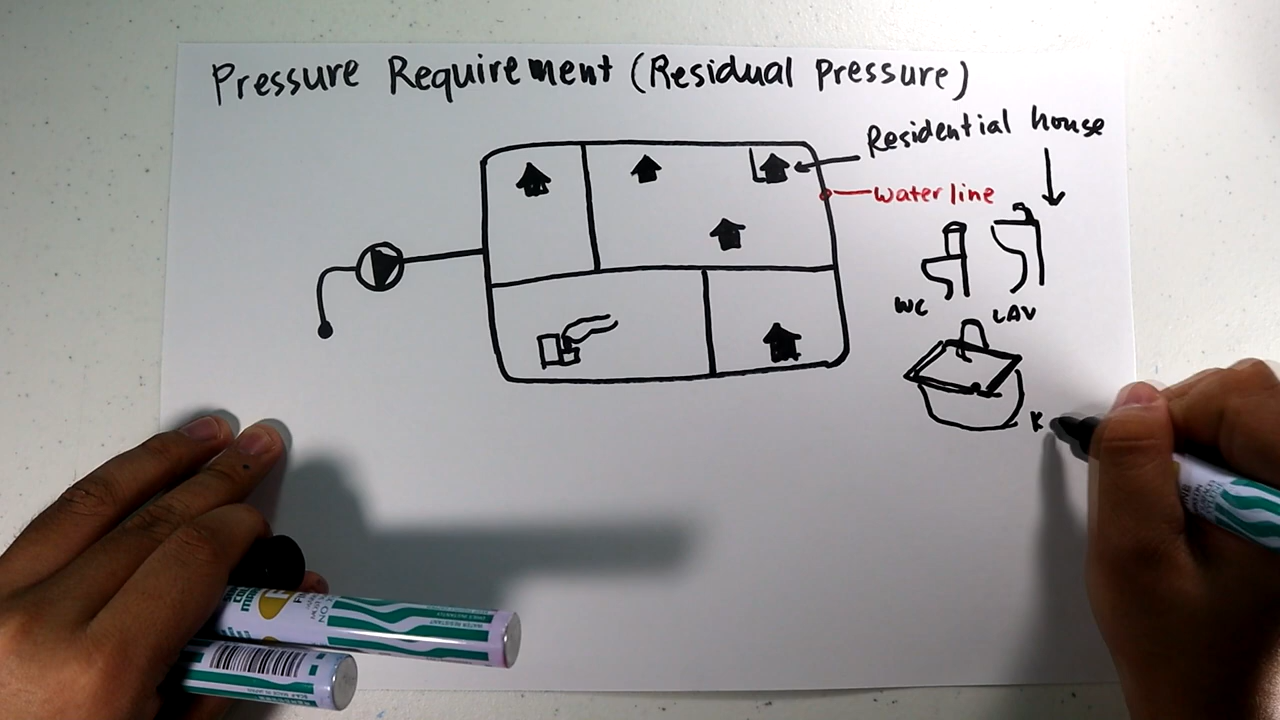 Pressure Requirement (Residual Pressure)
Residential house
Water line
WC
LAV
K